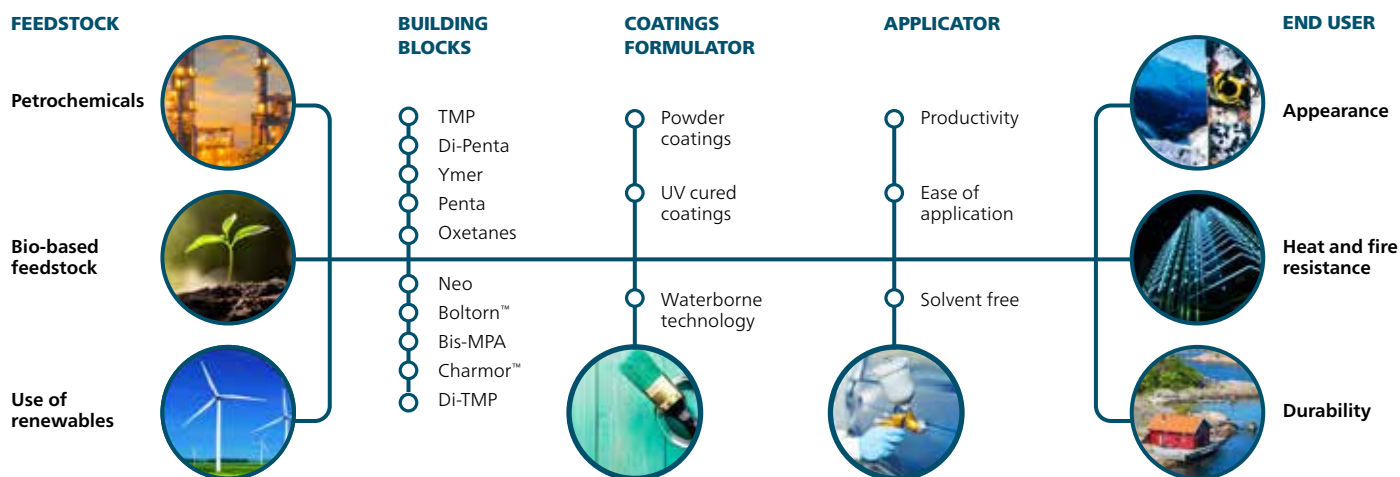 FEEDSTOCK
Petrochemicals
Bio-based
feedstock
Use of
renewables
BUILDING
BLOCKS
TMP
Di-Penta
Ymer
Penta
Oxetanes
Neo
Boltorn™
Bis-MPA
Charmor™
Di-TMP
COATINGS
FORMULATOR
Powder
coatings
UV cured
coatings
Waterborne
technology
APPLICATOR
Productivity
Ease of
application
Solvent free
END USER
Appearance
Heat and fire
resistance
Durability